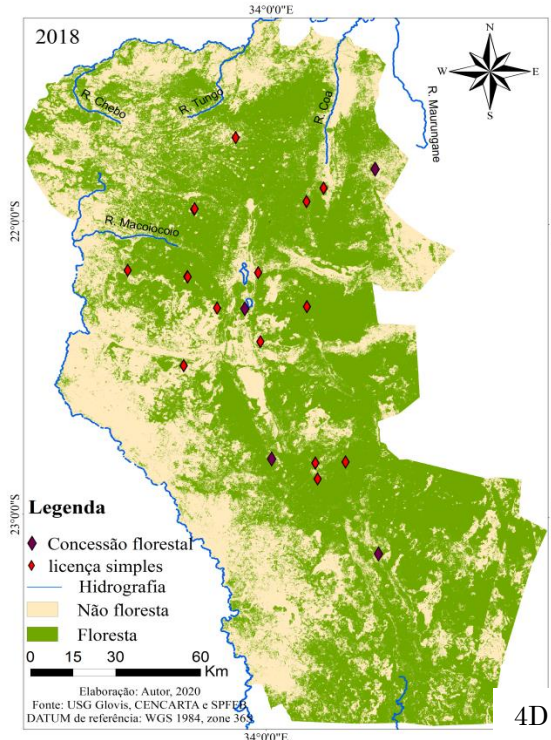 34°0'0"E
2018
N
W
E
S
R. Chebo
R. Tungo
R. Coa
R. Maurungane
22°0'0"S
R. Macoiocoio
23°0'0"S
Legenda
Concessão florestal
licença simples
Hidrografia
Não floresta
Floresta
0 15 30 60
Km
Elaboração: Autor, 2020
Fonte: USG Glovis, CENCARTA e SPFFB
DATUM de referência: WGS 1984, zone 36S
4D
34°0'0"E